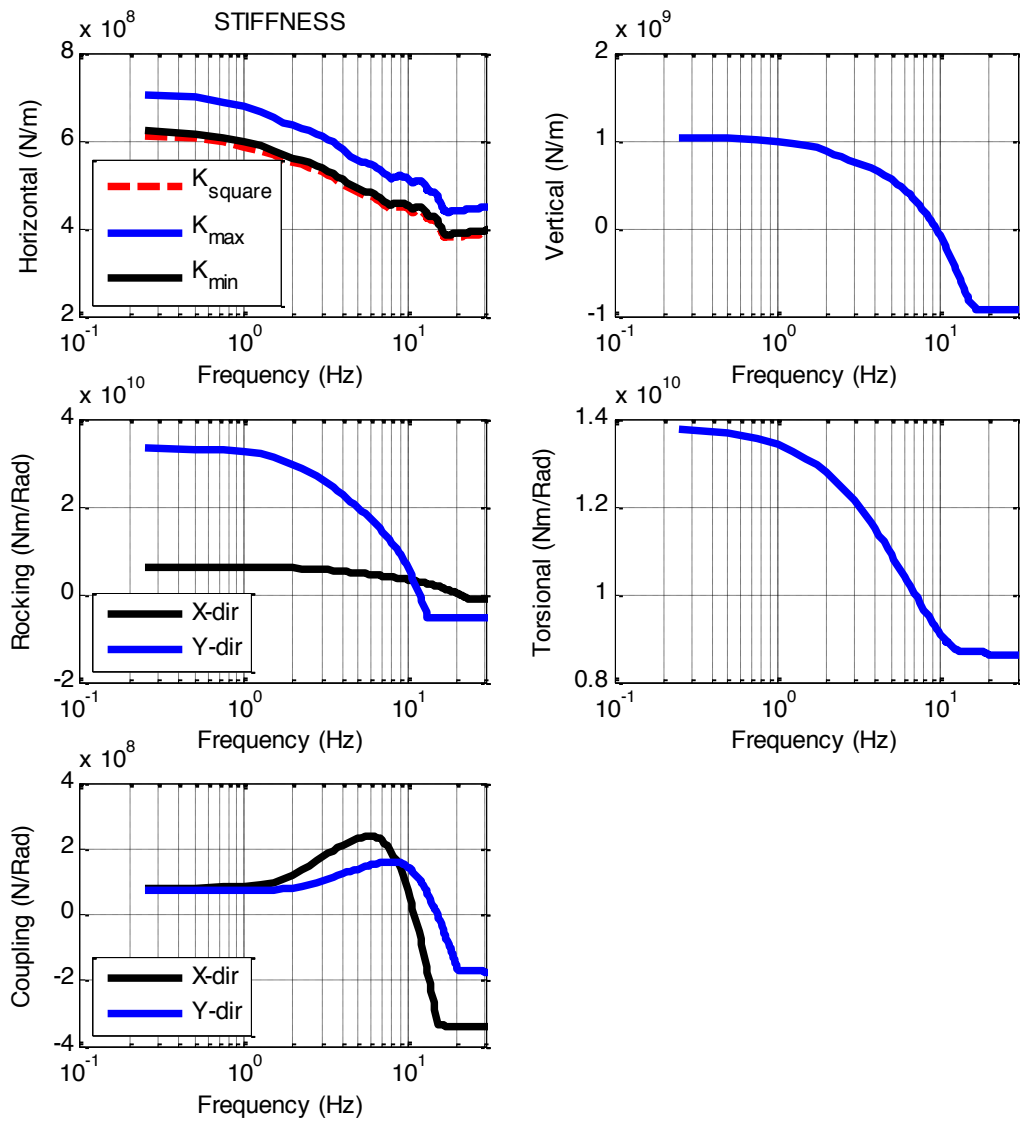 STIFFNESS
x 10^8
8
6
4
2
Horizontal (N/m)
K_square
K_max
K_min
10^-1
10^0
10^1
Frequency (Hz)
x 10^9
2
1
0
-1
Vertical (N/m)
10^-1
10^0
10^1
Frequency (Hz)
x 10^10
4
2
0
-2
Rocking (Nm/Rad)
X-dir
Y-dir
10^-1
10^0
10^1
Frequency (Hz)
x 10^10
1.4
1.2
1
0.8
Torsional (Nm/Rad)
10^-1
10^0
10^1
Frequency (Hz)
x 10^8
4
2
0
-2
-4
Coupling (N/Rad)
X-dir
Y-dir
10^-1
10^0
10^1
Frequency (Hz)